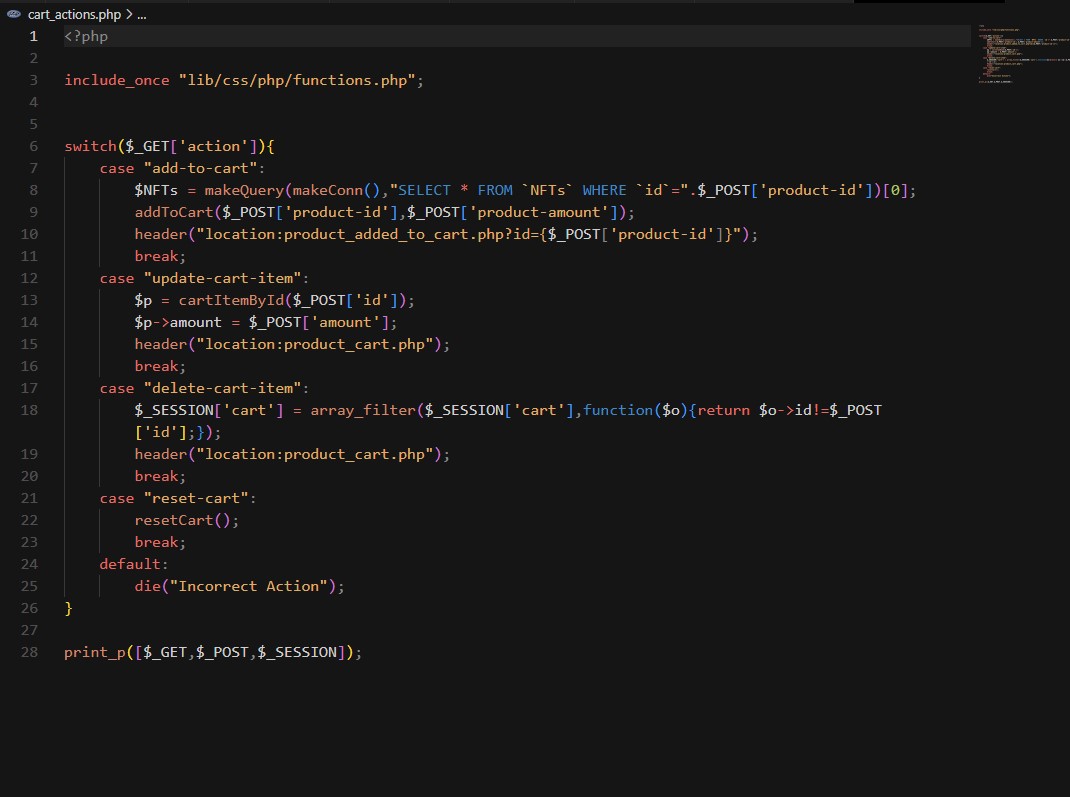 cart_actions.php > ...
1 <?php
2
3 include_once "lib/css/php/functions.php";
4
5
6 switch($_GET['action']){
7     case "add-to-cart":
8         $NFTs = makeQuery(makeConn(),"SELECT * FROM `NFTs` WHERE `id`=".$_POST['product-id'])[0];
9         addToCart($_POST['product-id'],$_POST['product-amount']);
10         header("location:product_added_to_cart.php?id={$_POST['product-id']}");
11         break;
12     case "update-cart-item":
13         $p = cartItemById($_POST['id']);
14         $p->amount = $_POST['amount'];
15         header("location:product_cart.php");
16         break;
17     case "delete-cart-item":
18         $_SESSION['cart'] = array_filter($_SESSION['cart'],function($o){return $o->id!=$_POST
        ['id'];});
19         header("location:product_cart.php");
20         break;
21     case "reset-cart":
22         resetCart();
23         break;
24     default:
25         die("Incorrect Action");
26 }
27
28 print_p([$_GET,$_POST,$_SESSION]);